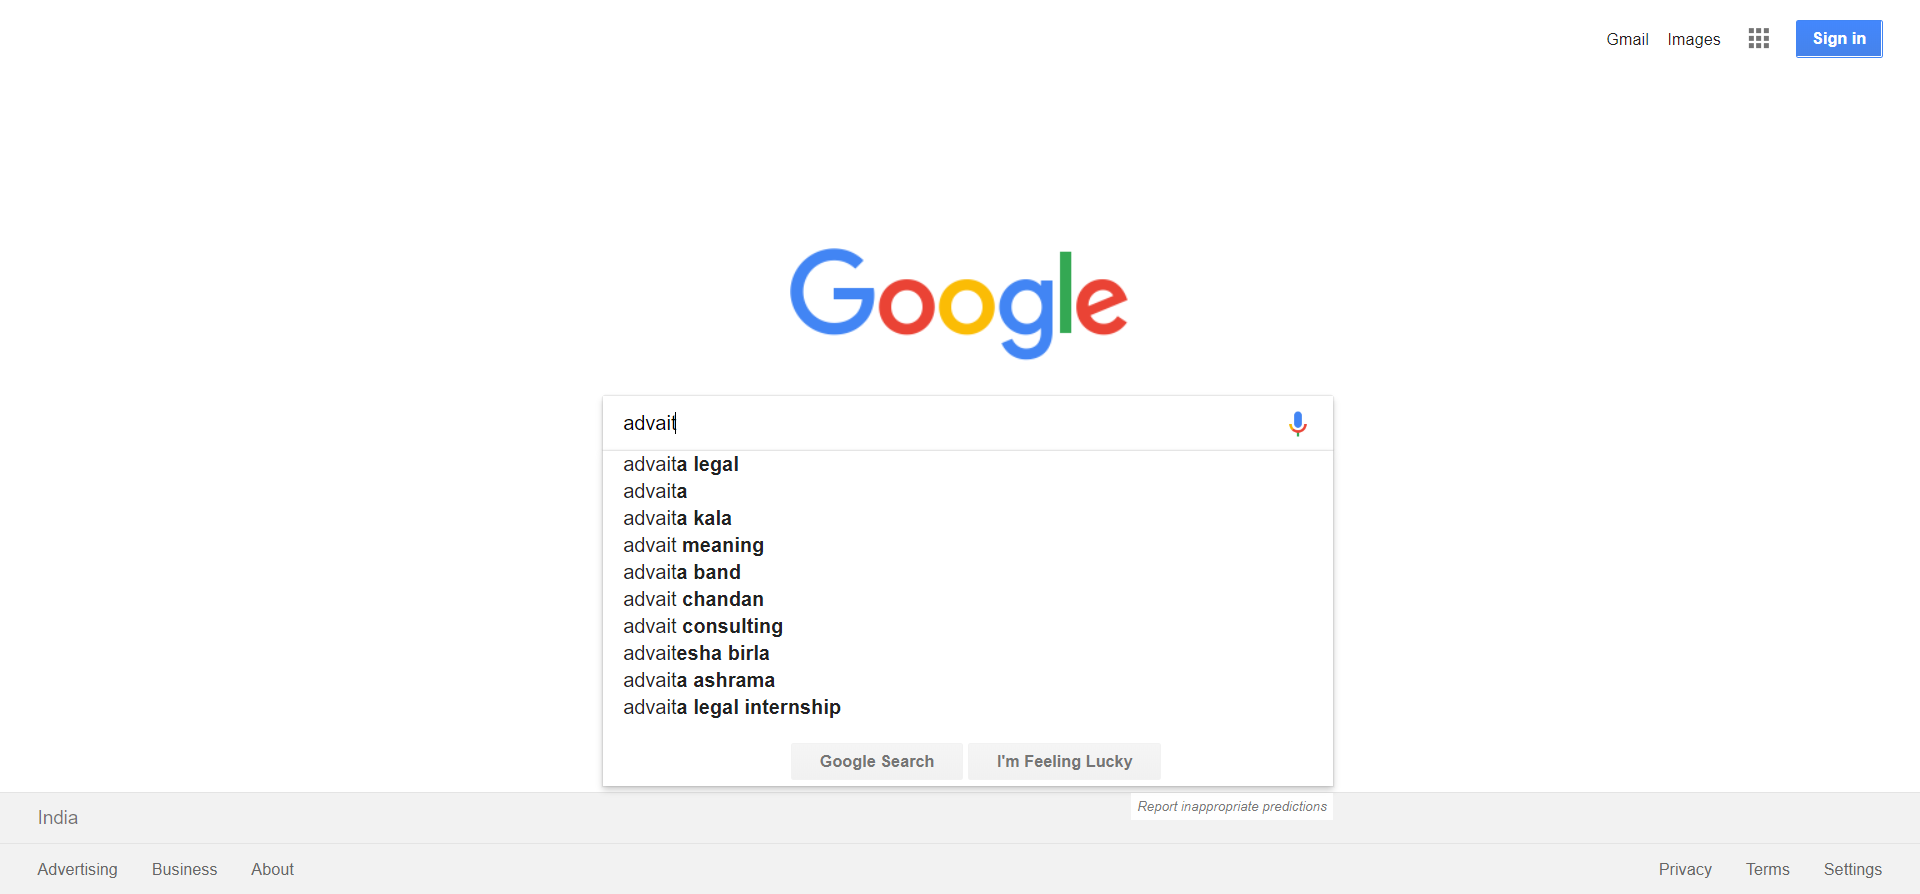 Gmail Images Sign in
Google
advait
advaita legal
advaita
advaita kala
advait meaning
advaita band
advait chandan
advait consulting
advaitesha birla
advaita ashrama
advaita legal internship
Google Search I'm Feeling Lucky
Report inappropriate predictions
India
Advertising Business About Privacy Terms Settings